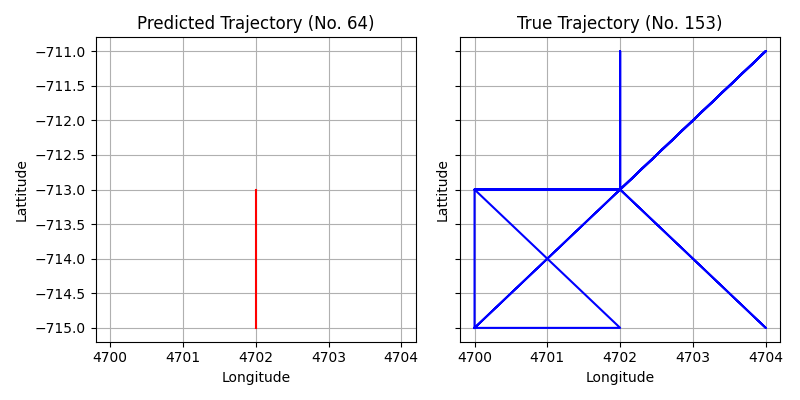 Predicted Trajectory (No. 64)
True Trajectory (No. 153)
−711.0
−711.5
−712.0
−712.5
−713.0
−713.5
−714.0
−714.5
−715.0
Lattitude
Lattitude
4700 4701 4702 4703 4704
4700 4701 4702 4703 4704
Longitude
Longitude